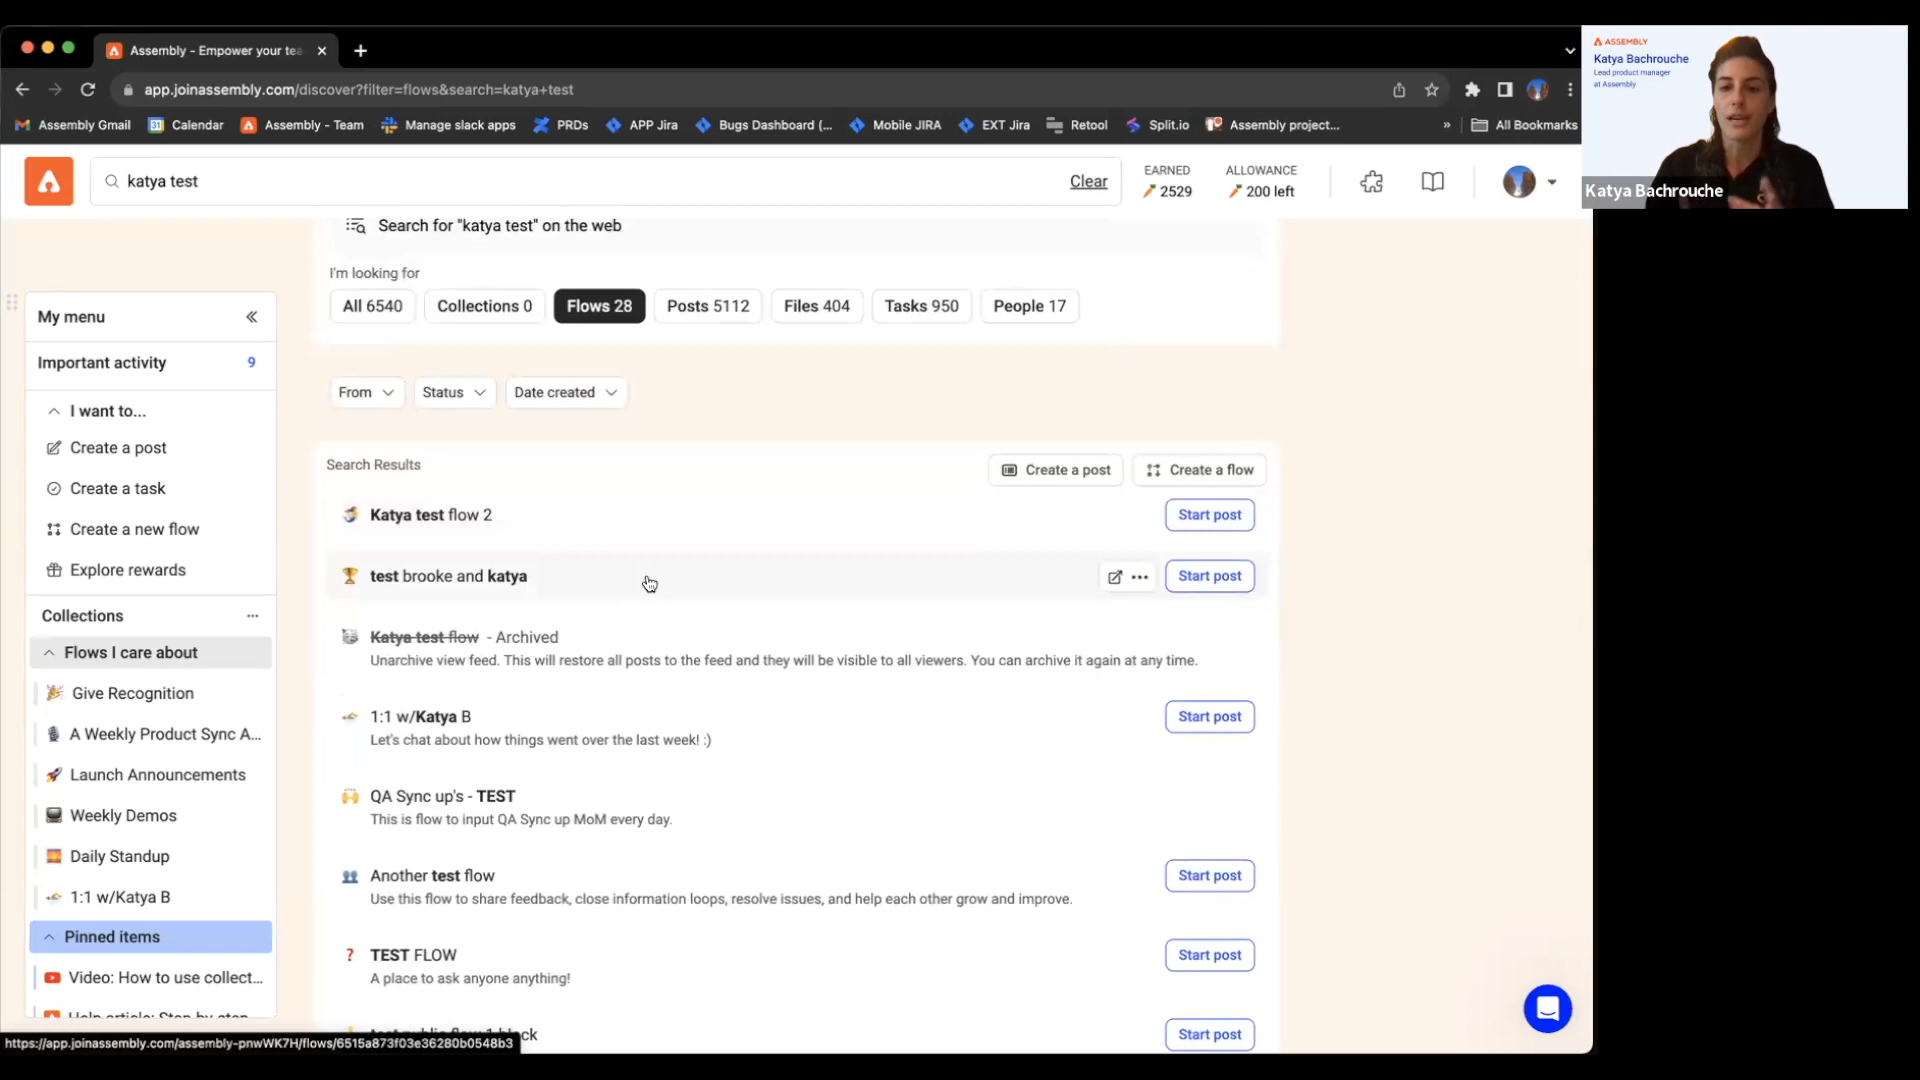 Assembly - Empower your tea
app.joinassembly.com/discover?filter=flows&search=katya+test
Assembly Gmail
31
Calendar
Assembly - Team
Manage slack apps
PRDs
APP Jira
Bugs Dashboard (...
Mobile JIRA
EXT Jira
Retool
Split.io
Assembly project...
»
All Bookmarks
ASSEMBLY
Katya Bachrouche
Lead product manager
at Assembly
Katya Bachrouche
katya test
Clear
EARNED
2529
ALLOWANCE
200 left
Search for "katya test" on the web
I'm looking for
All 6540
Collections 0
Flows 28
Posts 5112
Files 404
Tasks 950
People 17
From
Status
Date created
My menu
Important activity 9
I want to...
Create a post
Create a task
Create a new flow
Explore rewards
Collections
Flows I care about
Give Recognition
A Weekly Product Sync A...
Launch Announcements
Weekly Demos
Daily Standup
1:1 w/Katya B
Pinned items
Video: How to use collect...
Help article: Step-by-step
Search Results
Create a post
Create a flow
Katya test flow 2
Start post
test brooke and katya
Start post
Katya test flow - Archived
Unarchive view feed. This will restore all posts to the feed and they will be visible to all viewers. You can archive it again at any time.
1:1 w/Katya B
Start post
Let's chat about how things went over the last week! :)
QA Sync up's - TEST
This is flow to input QA Sync up MoM every day.
Another test flow
Start post
Use this flow to share feedback, close information loops, resolve issues, and help each other grow and improve.
TEST FLOW
Start post
A place to ask anyone anything!
test public flow 1 block
Start post
https://app.joinassembly.com/assembly-pnwWK7H/flows/6515a873f03e36280b0548b3